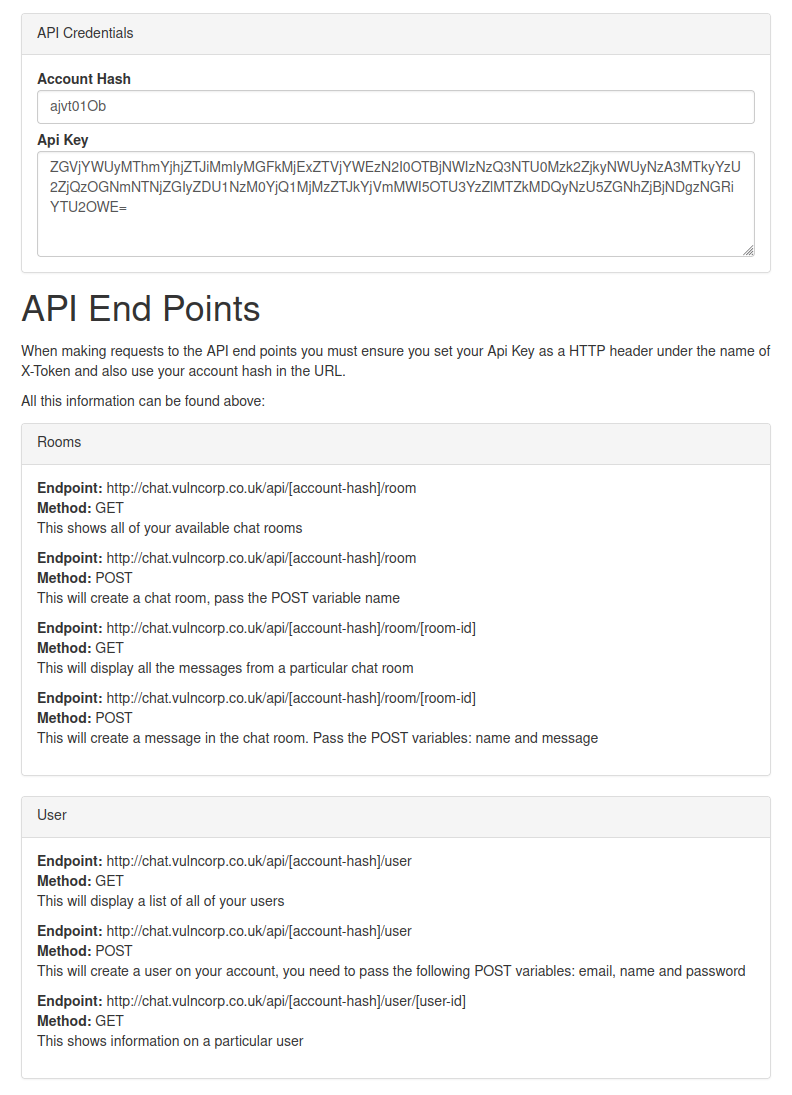 API Credentials
Account Hash
ajvt01Ob
Api Key
ZGVjYWUyMThmYjhjZTJiMmIyMGFkMjExZTVjYWEzN2I0OTBjNWIzNzQ3NTU0Mzk2ZjkyNWUyNzA3MTkyYzU
2ZjQzOGNmNTNjZGIyZDU1NzM0YjQ1MjMzZTJkYjVmMWI5OTU3YzZlMTZkMDQyNzU5ZGNhZjBjNDgzNGRi
YTU2OWE=
API End Points
When making requests to the API end points you must ensure you set your Api Key as a HTTP header under the name of
X-Token and also use your account hash in the URL.
All this information can be found above:
Rooms
Endpoint: http://chat.vulncorp.co.uk/api/[account-hash]/room
Method: GET
This shows all of your available chat rooms
Endpoint: http://chat.vulncorp.co.uk/api/[account-hash]/room
Method: POST
This will create a chat room, pass the POST variable name
Endpoint: http://chat.vulncorp.co.uk/api/[account-hash]/room/[room-id]
Method: GET
This will display all the messages from a particular chat room
Endpoint: http://chat.vulncorp.co.uk/api/[account-hash]/room/[room-id]
Method: POST
This will create a message in the chat room. Pass the POST variables: name and message
User
Endpoint: http://chat.vulncorp.co.uk/api/[account-hash]/user
Method: GET
This will display a list of all of your users
Endpoint: http://chat.vulncorp.co.uk/api/[account-hash]/user
Method: POST
This will create a user on your account, you need to pass the following POST variables: email, name and password
Endpoint: http://chat.vulncorp.co.uk/api/[account-hash]/user/[user-id]
Method: GET
This shows information on a particular user